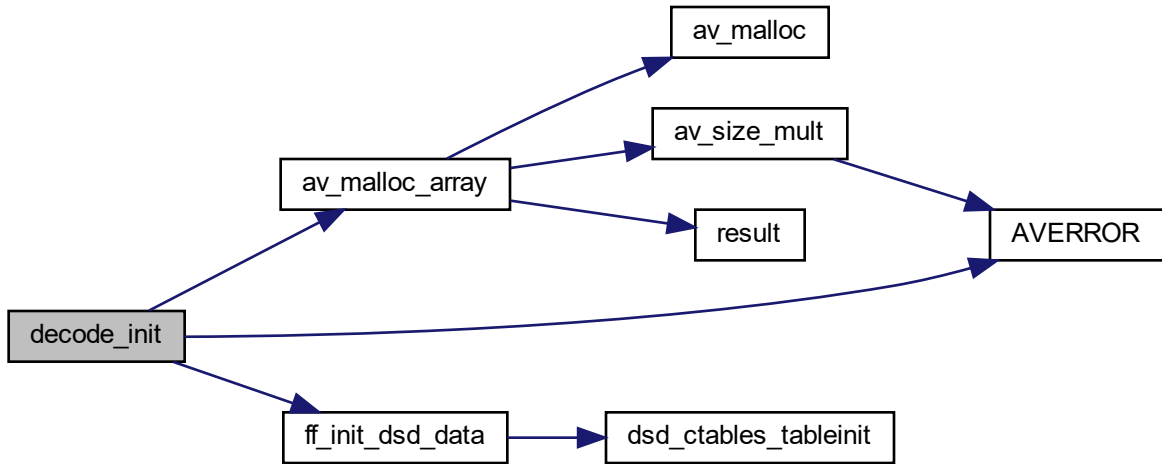 av_malloc
av_size_mult
av_malloc_array
result
AVERROR
decode_init
ff_init_dsd_data
dsd_ctables_tableinit